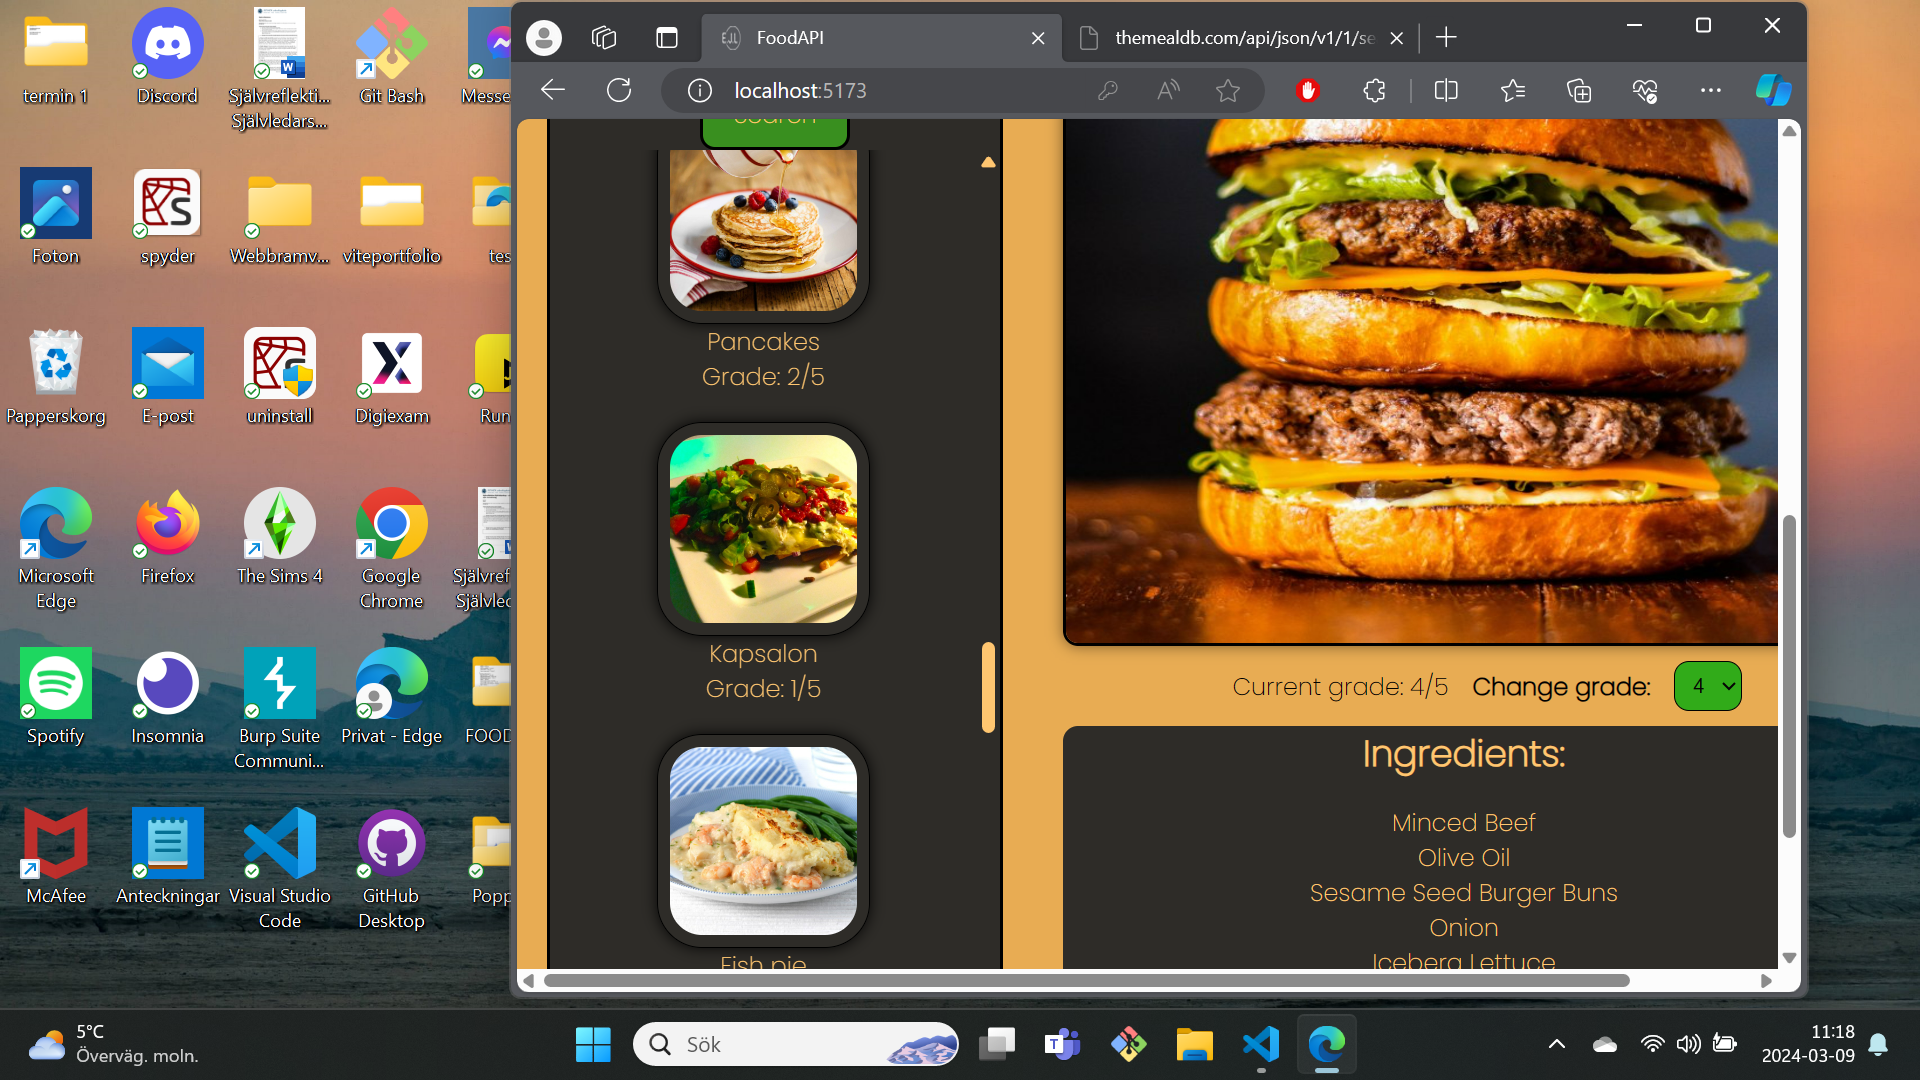 termin 1
Discord
Självreflekti...
Självledars...
Git Bash
Messe
Foton
spyder
Webbramv...
viteportfolio
tes
Papperskorg
E-post
uninstall
Digiexam
Run
Microsoft
Edge
Firefox
The Sims 4
Google
Chrome
Självref
Självled
Spotify
Insomnia
Burp Suite
Communi...
Privat - Edge
FOOD
McAfee
Anteckningar
Visual Studio
Code
GitHub
Desktop
Popp
FoodAPI
themealdb.com/api/json/v1/1/se
localhost:5173
search
Pancakes
Grade: 2/5
Kapsalon
Grade: 1/5
Fish pie
Current grade: 4/5 Change grade: 4
Ingredients:
Minced Beef
Olive Oil
Sesame Seed Burger Buns
Onion
Iceberg Lettuce
5°C
Överväg. moln.
Sök
11:18
2024-03-09